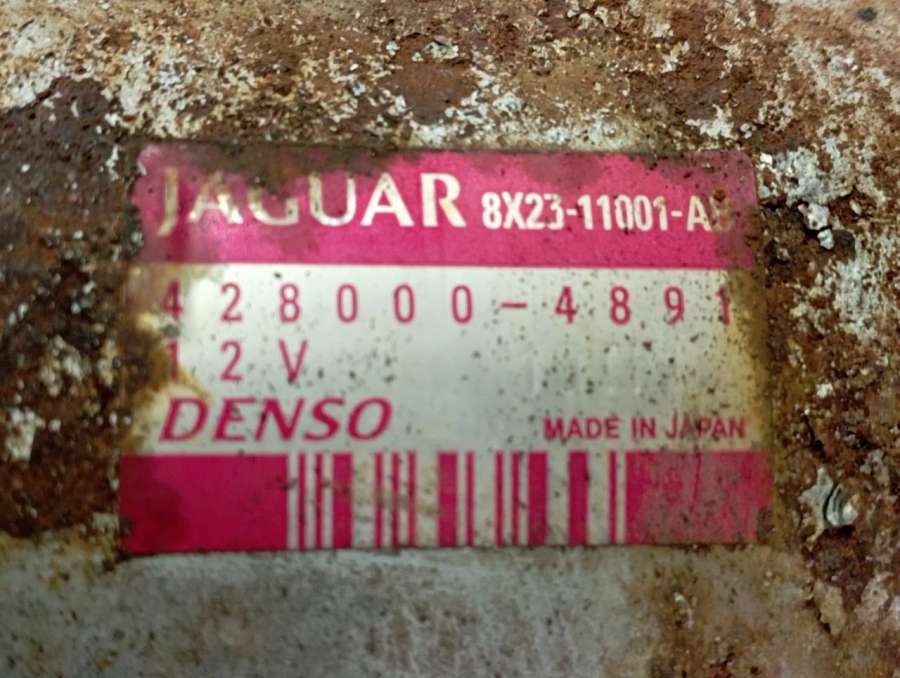 JAGUAR 8X23-11001-AB
428000-4891
12V
DENSO MADE IN JAPAN